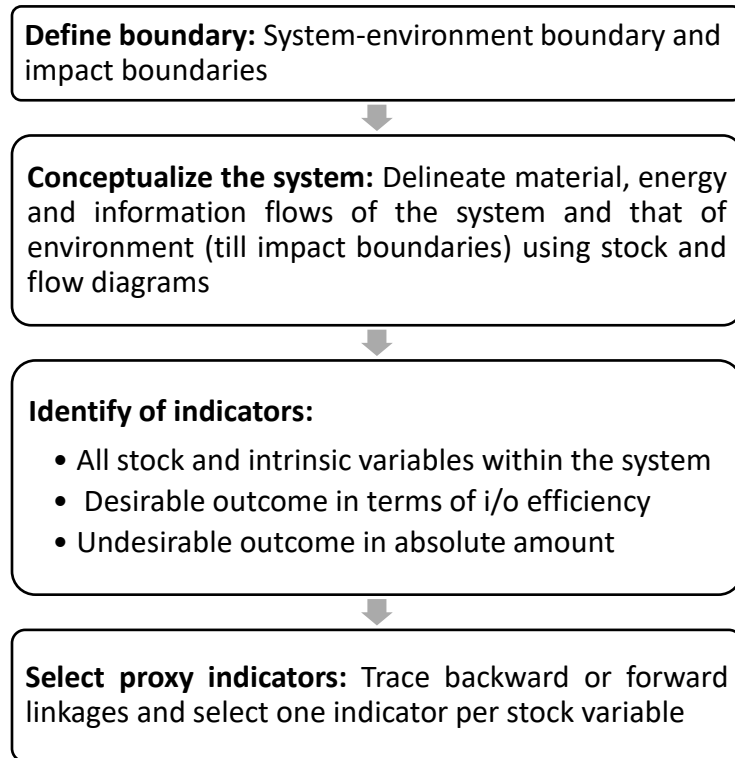 Define boundary: System-environment boundary and
impact boundaries
Conceptualize the system: Delineate material, energy
and information flows of the system and that of
environment (till impact boundaries) using stock and
flow diagrams
Identify of indicators:
• All stock and intrinsic variables within the system
• Desirable outcome in terms of i/o efficiency
• Undesirable outcome in absolute amount
Select proxy indicators: Trace backward or forward
linkages and select one indicator per stock variable